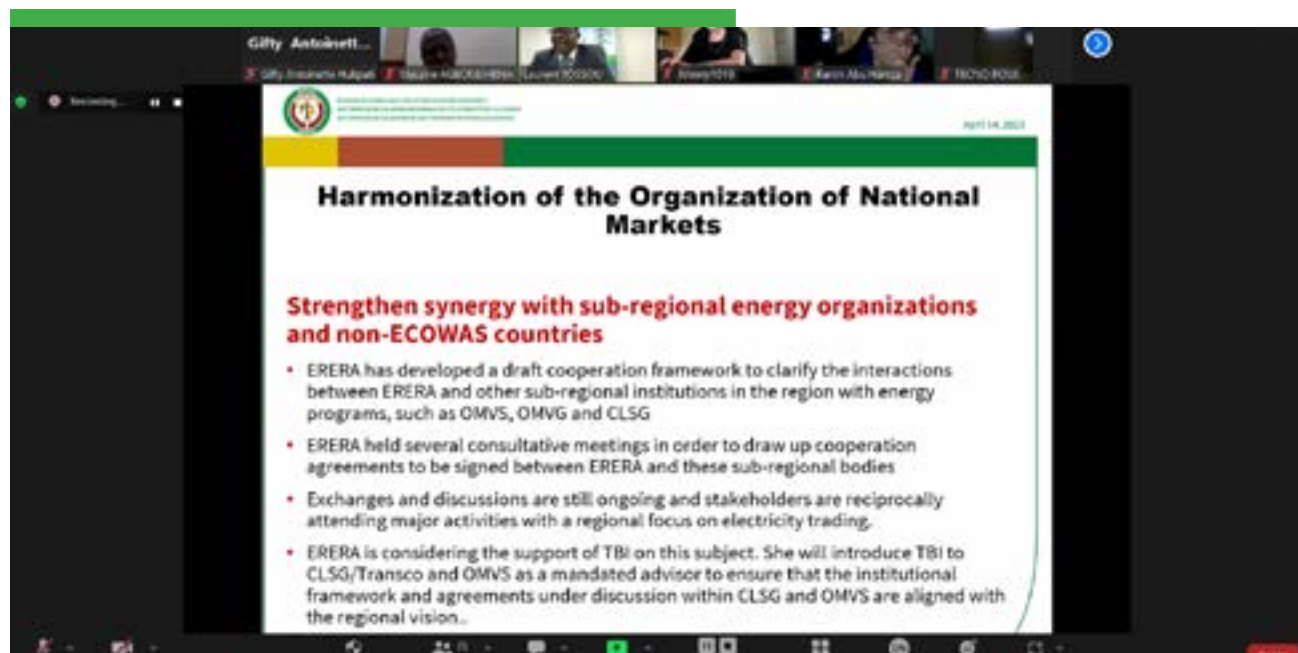 Gifty Antoinett...
Gifty Antoinette
Laurent
Karim Abu Hamza
Recording...
April 14, 2023
Harmonization of the Organization of National
Markets
Strengthen synergy with sub-regional energy organizations
and non-ECOWAS countries
• ERERA has developed a draft cooperation framework to clarify the interactions
between ERERA and other sub-regional institutions in the region with energy
programs, such as OMVS, OMVG and CLSG
• ERERA held several consultative meetings in order to draw up cooperation
agreements to be signed between ERERA and these sub-regional bodies
• Exchanges and discussions are still ongoing and stakeholders are reciprocally
attending major activities with a regional focus on electricity trading.
• ERERA is considering the support of TBI on this subject. She will introduce TBI to
CLSG/Transco and OMVS as a mandated advisor to ensure that the institutional
framework and agreements under discussion within CLSG and OMVS are aligned with
the regional vision..